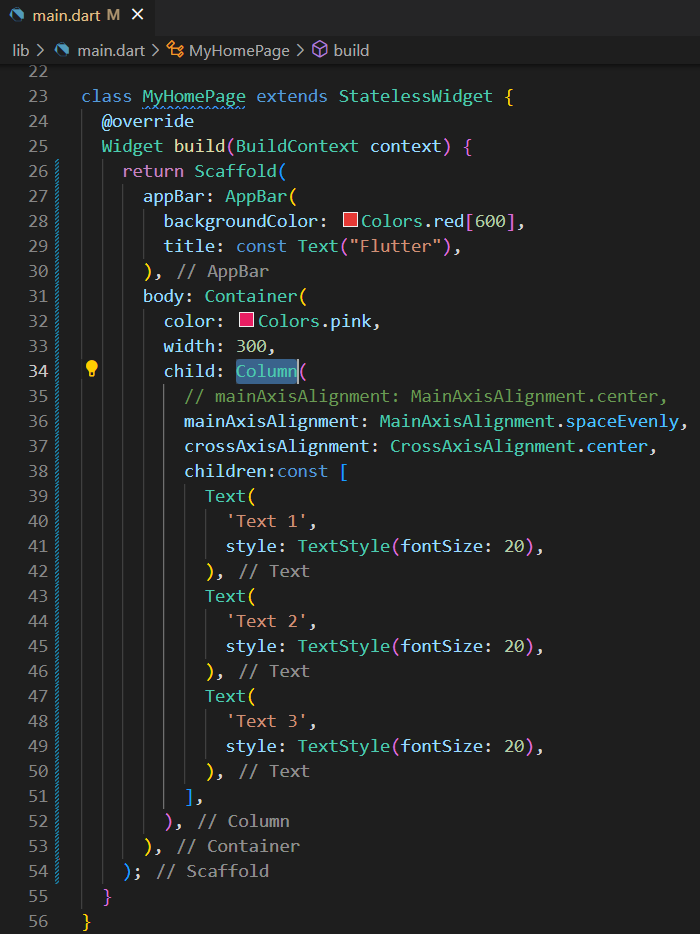 main.dart M
lib > main.dart > MyHomePage > build
22
23 class MyHomePage extends StatelessWidget {
24 @override
25 Widget build(BuildContext context) {
26 return Scaffold(
27 appBar: AppBar(
28 backgroundColor: Colors.red[600],
29 title: const Text("Flutter"),
30 ), // AppBar
31 body: Container(
32 color: Colors.pink,
33 width: 300,
34 child: Column(
35 // mainAxisAlignment: MainAxisAlignment.center,
36 mainAxisAlignment: MainAxisAlignment.spaceEvenly,
37 crossAxisAlignment: CrossAxisAlignment.center,
38 children:const [
39 Text(
40 'Text 1',
41 style: TextStyle(fontSize: 20),
42 ), // Text
43 Text(
44 'Text 2',
45 style: TextStyle(fontSize: 20),
46 ), // Text
47 Text(
48 'Text 3',
49 style: TextStyle(fontSize: 20),
50 ), // Text
51 ],
52 ), // Column
53 ), // Container
54 ); // Scaffold
55 }
56 }